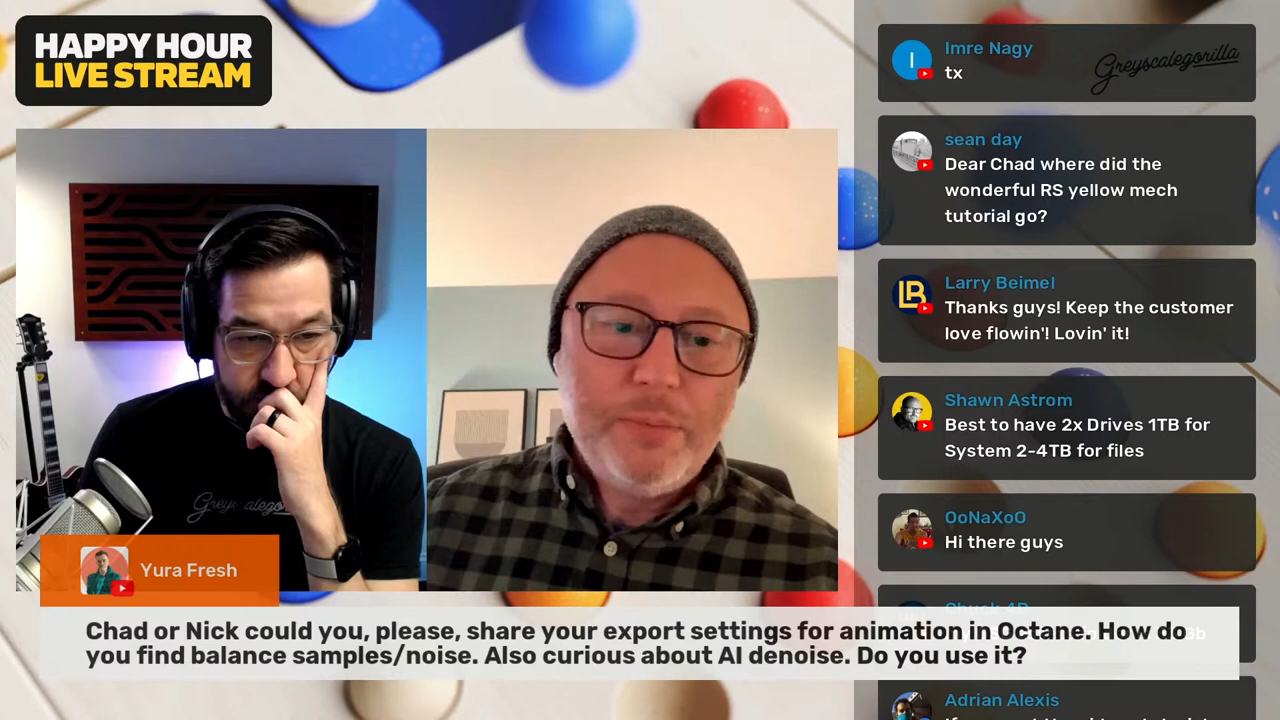 HAPPY HOUR
LIVE STREAM
Greyscalegorilla
Imre Nagy
tx
sean day
Dear Chad where did the
wonderful RS yellow mech
tutorial go?
Larry Beimel
Thanks guys! Keep the customer
love flowin'! Lovin' it!
Shawn Astrom
Best to have 2x Drives 1TB for
System 2-4TB for files
OoNaXoO
Hi there guys
Chuck 4D
Adrian Alexis
Yura Fresh
Chad or Nick could you, please, share your export settings for animation in Octane. How do
you find balance samples/noise. Also curious about AI denoise. Do you use it?